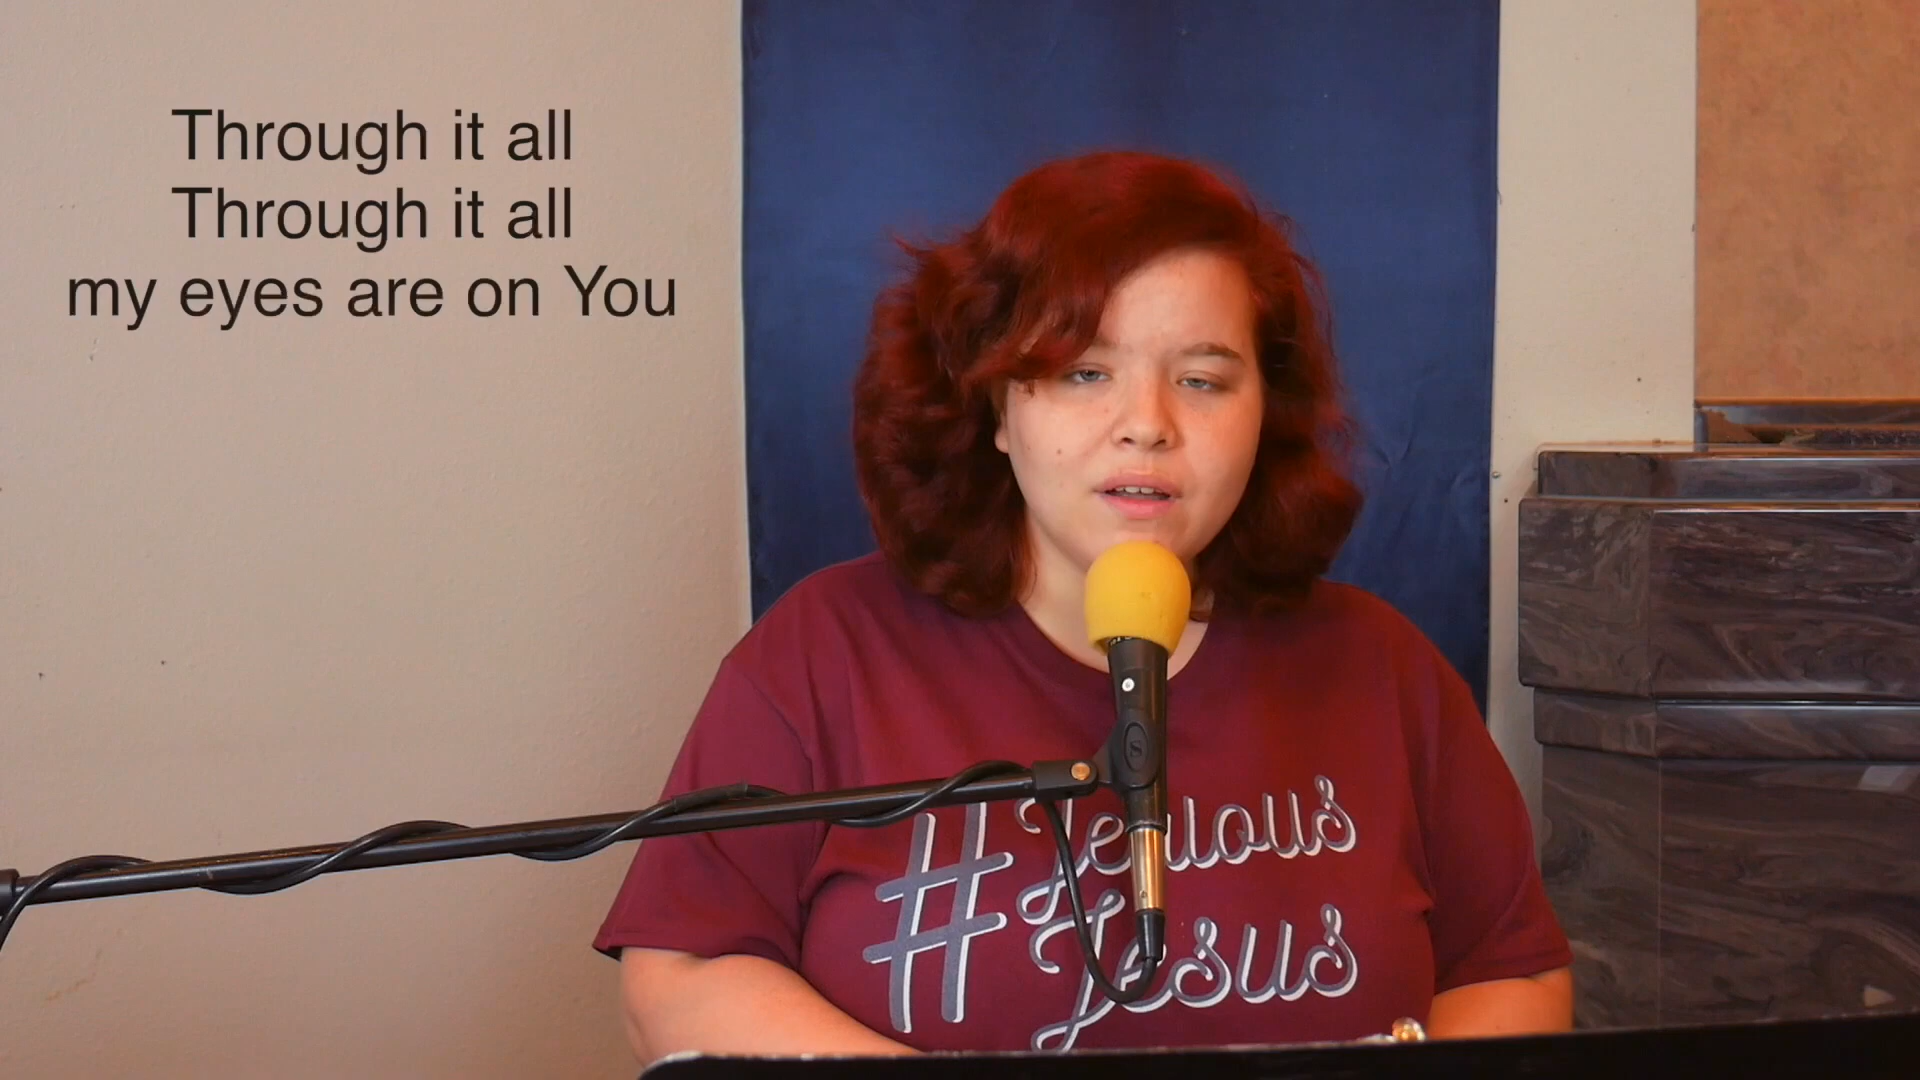 Through it all
Through it all
my eyes are on You
#Jealous
#Jesus